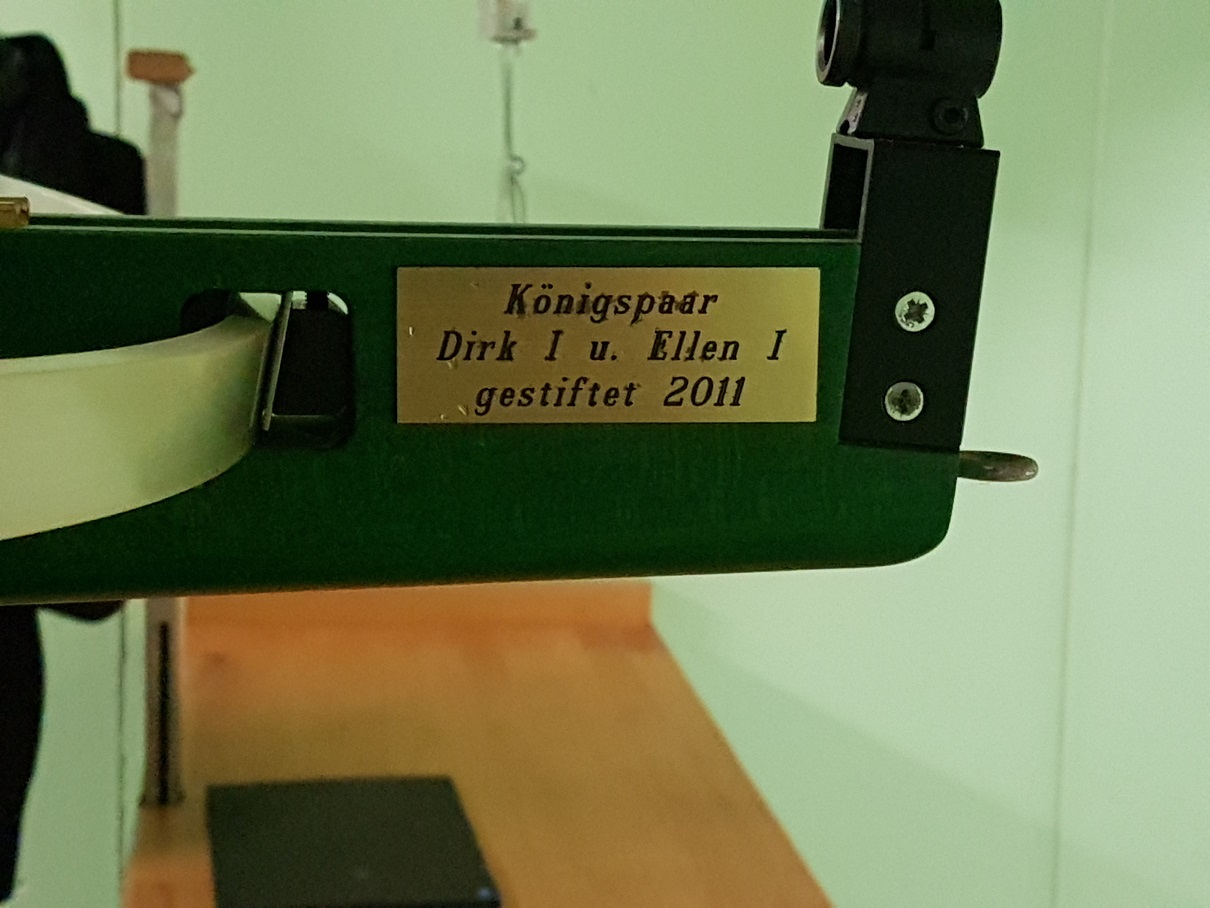 Königspaar
Dirk I u. Ellen I
gestiftet 2011